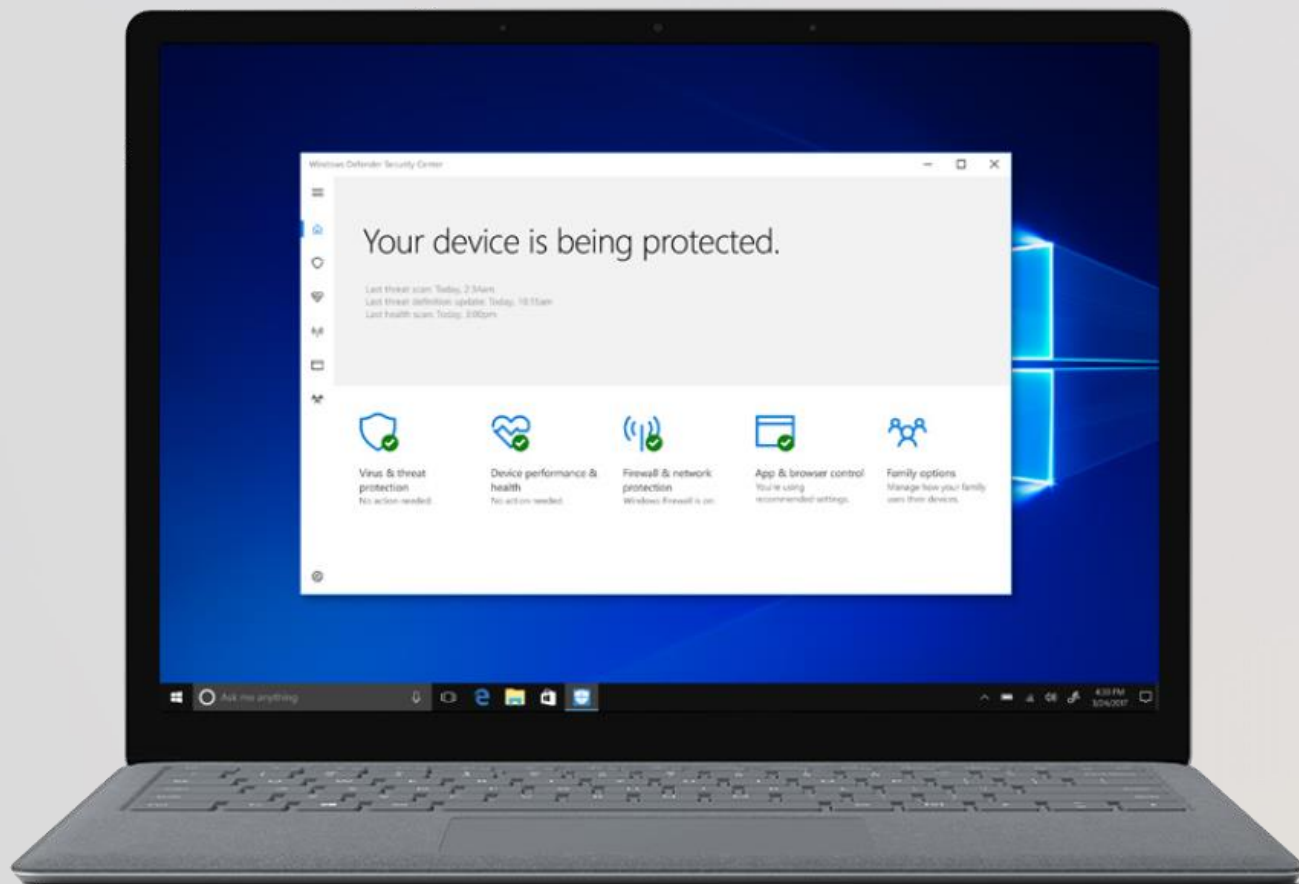 Windows Defender Security Center
Your device is being protected.
Last threat scan: Today, 2:34am
Last threat definition update: Today, 10:55am
Last health scan: Today, 3:00pm
Virus & threat
protection
No action needed.
Device performance &
health
No action needed.
Firewall & network
protection
Windows Firewall is on.
App & browser control
You're using
recommended settings.
Family options
Manage how your family
uses their devices.
Ask me anything
4:30 PM